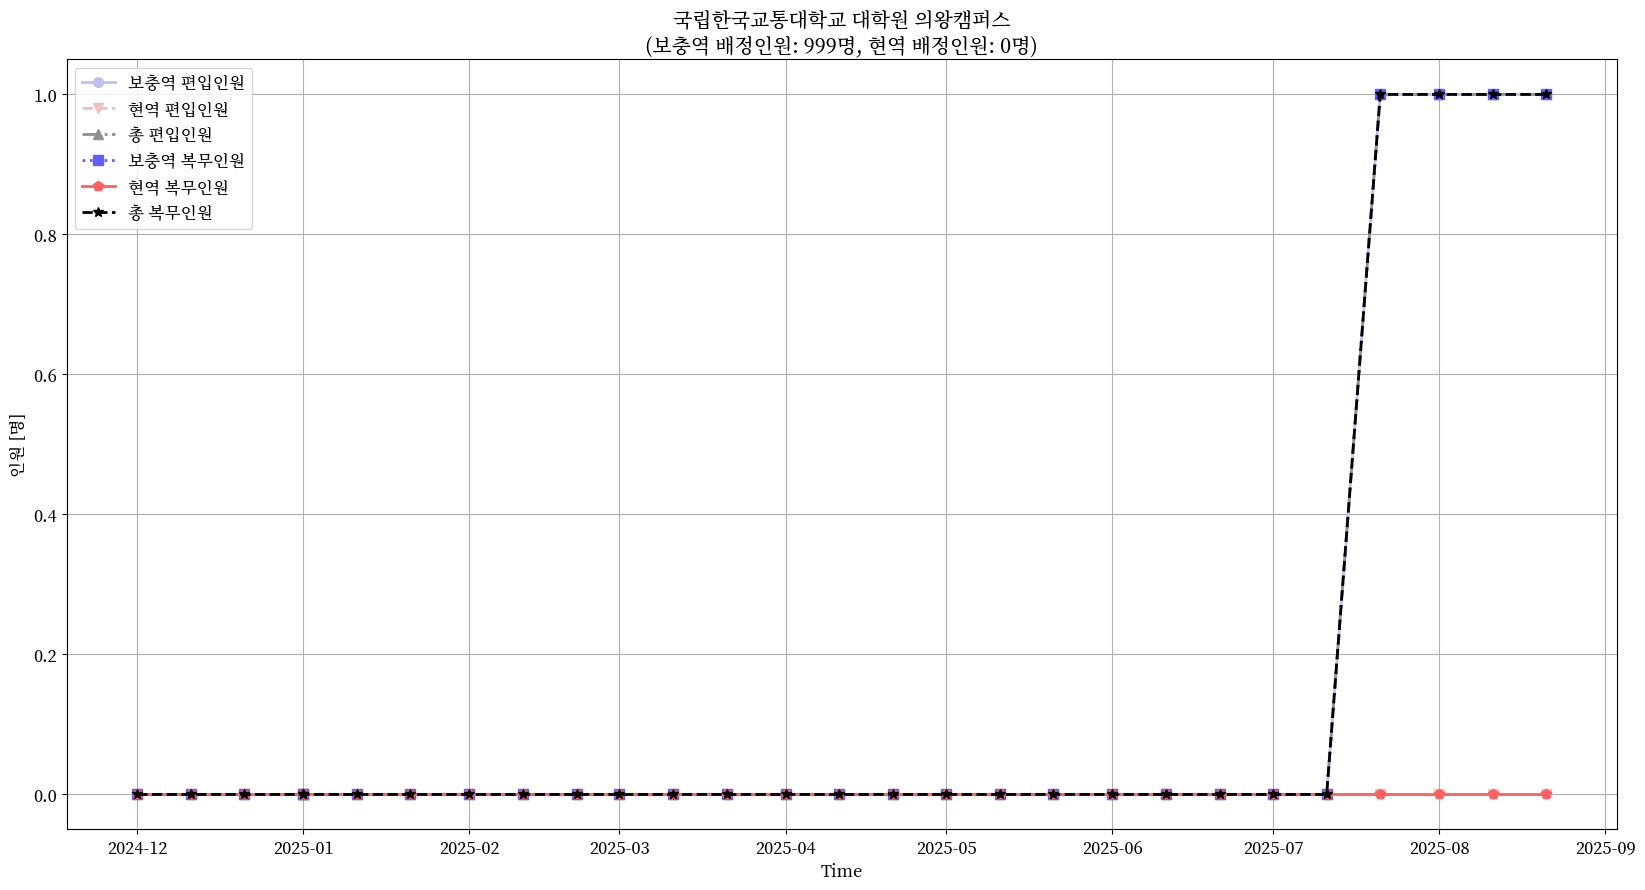 국립한국교통대학교 대학원 의왕캠퍼스
(보충역 배정인원: 999명, 현역 배정인원: 0명)
보충역 편입인원
현역 편입인원
총 편입인원
보충역 복무인원
현역 복무인원
총 복무인원
1.0
0.8
0.6
0.4
0.2
0.0
인원 [명]
2024-12
2025-01
2025-02
2025-03
2025-04
2025-05
2025-06
2025-07
2025-08
2025-09
Time